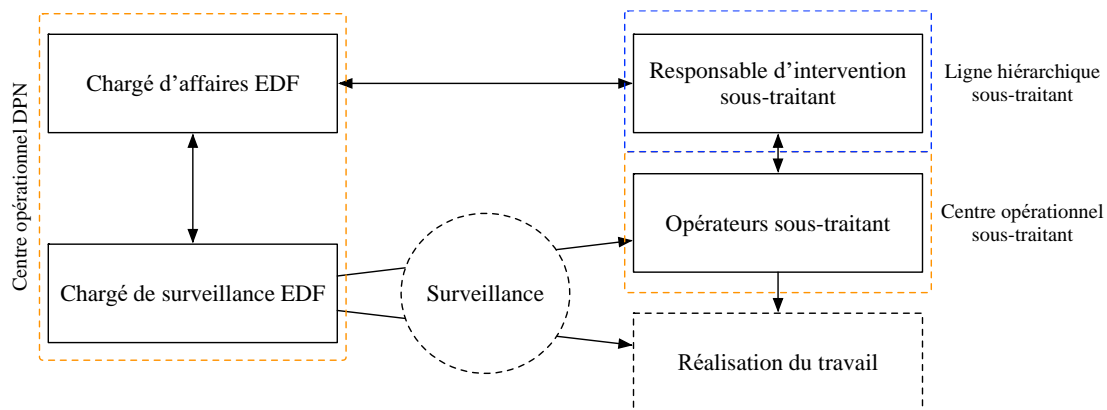 Centre opérationnel DPN
Chargé d’affaires EDF
Responsable d’intervention
sous-traitant
Ligne hiérarchique
sous-traitant
Opérateurs sous-traitant
Centre opérationnel
sous-traitant
Chargé de surveillance EDF
Surveillance
Réalisation du travail